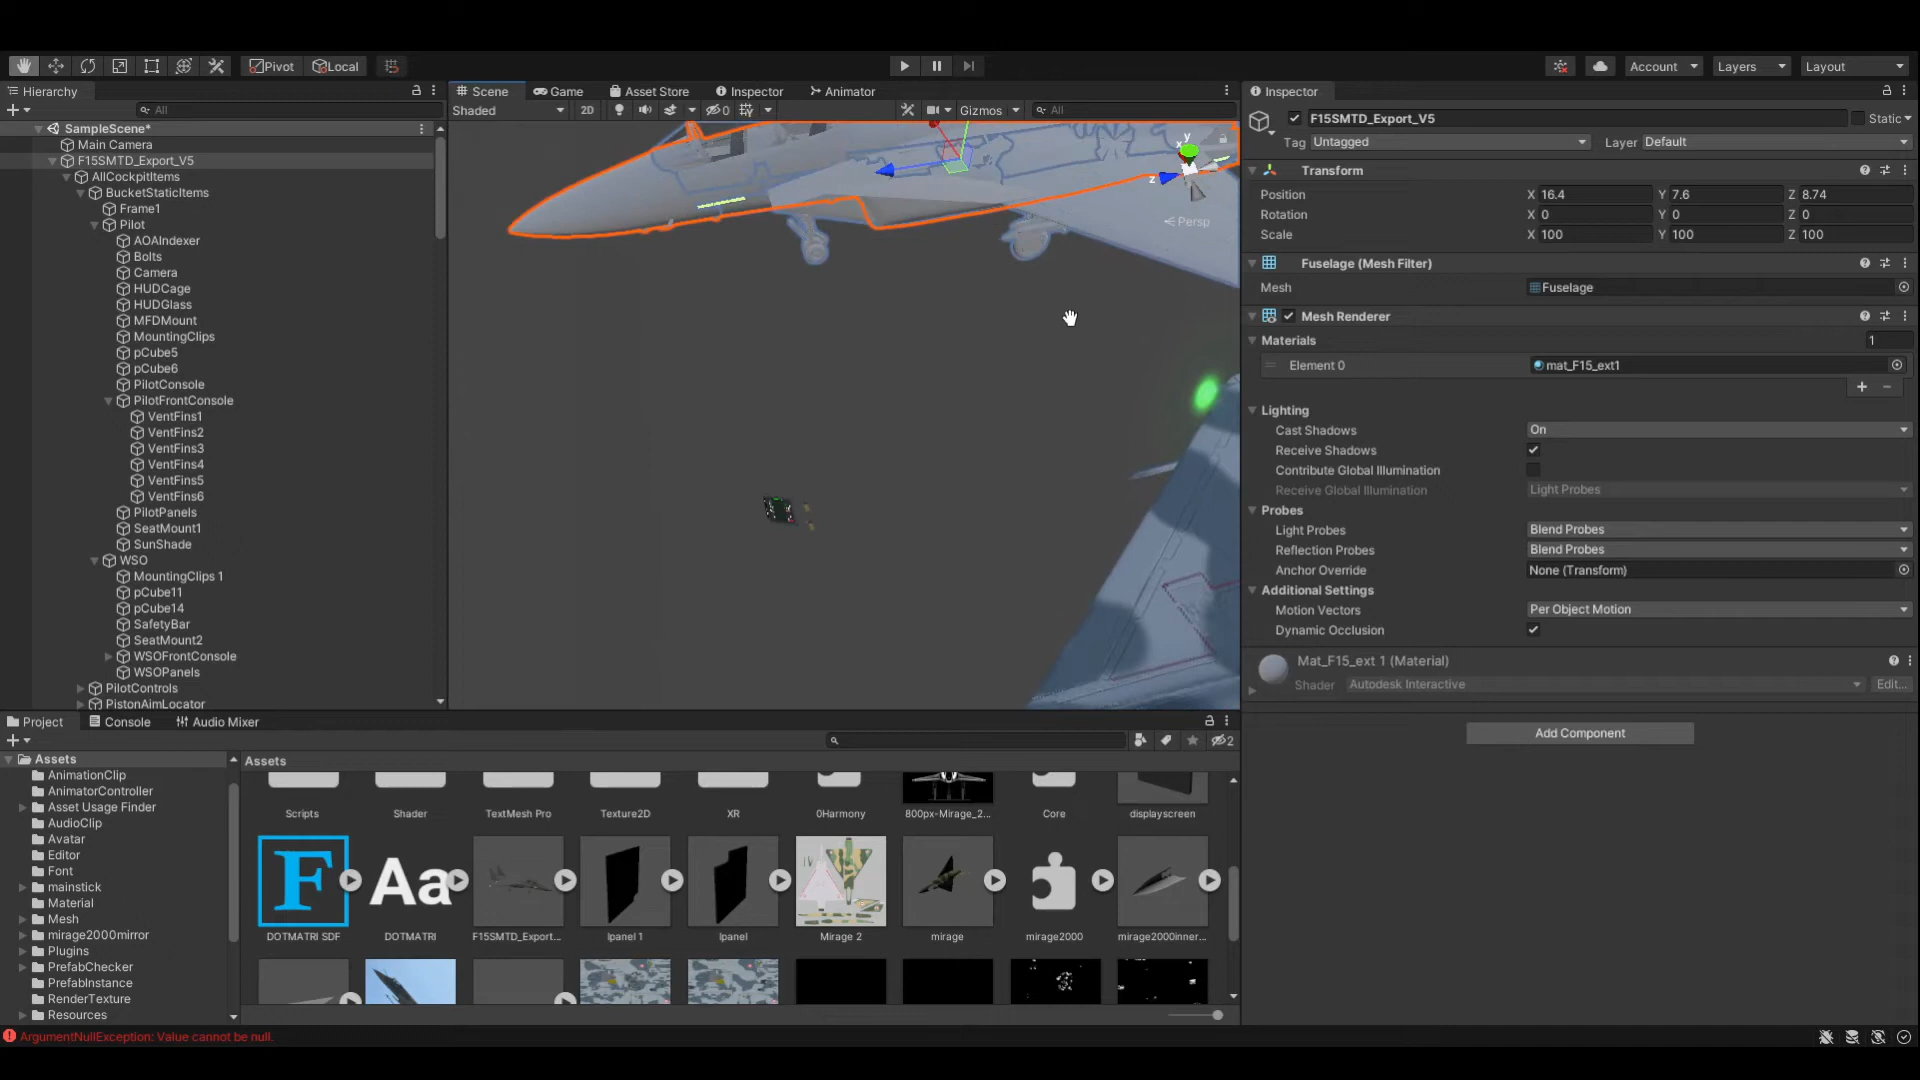 Pivot
Local
Account
Layers
Layout
Hierarchy
All
SampleScene*
Main Camera
F15SMTD_Export_V5
AllCockpitItems
BucketStaticItems
Frame1
Pilot
AOAIndexer
Bolts
Camera
HUDCage
HUDGlass
MFDMount
MountingClips
pCube5
pCube6
PilotConsole
PilotFrontConsole
VentFins1
VentFins2
VentFins3
VentFins4
VentFins5
VentFins6
PilotPanels
SeatMount1
SunShade
WSO
MountingClips 1
pCube11
pCube14
SafetyBar
SeatMount2
WSOFrontConsole
WSOPanels
PilotControls
PistonAimLocator
Scene
Game
Asset Store
Inspector
Animator
Shaded
2D
0
Gizmos
All
y
x
z
Persp
Inspector
F15SMTD_Export_V5
Static
Tag Untagged
Layer Default
Transform
Position X 16.4 Y 7.6 Z 8.74
Rotation X 0 Y 0 Z 0
Scale X 100 Y 100 Z 100
Fuselage (Mesh Filter)
Mesh Fuselage
Mesh Renderer
Materials 1
Element 0 mat_F15_ext1
Lighting
Cast Shadows On
Receive Shadows
Contribute Global Illumination
Receive Global Illumination Light Probes
Probes
Light Probes Blend Probes
Reflection Probes Blend Probes
Anchor Override None (Transform)
Additional Settings
Motion Vectors Per Object Motion
Dynamic Occlusion
Mat_F15_ext 1 (Material)
Shader Autodesk Interactive
Edit...
Add Component
Project
Console
Audio Mixer
2
Assets
AnimationClip
AnimatorController
Asset Usage Finder
AudioClip
Avatar
Editor
Font
mainstick
Material
Mesh
mirage2000mirror
Plugins
PrefabChecker
PrefabInstance
RenderTexture
Resources
Assets
Scripts
Shader
TextMesh Pro
Texture2D
XR
0Harmony
800px-Mirage_2...
Core
displayscreen
F
Aa
DOTMATRI SDF
DOTMATRI
F15SMTD_Export...
lpanel 1
lpanel
Mirage 2
mirage
mirage2000
mirage2000inner...
ArgumentNullException: Value cannot be null.